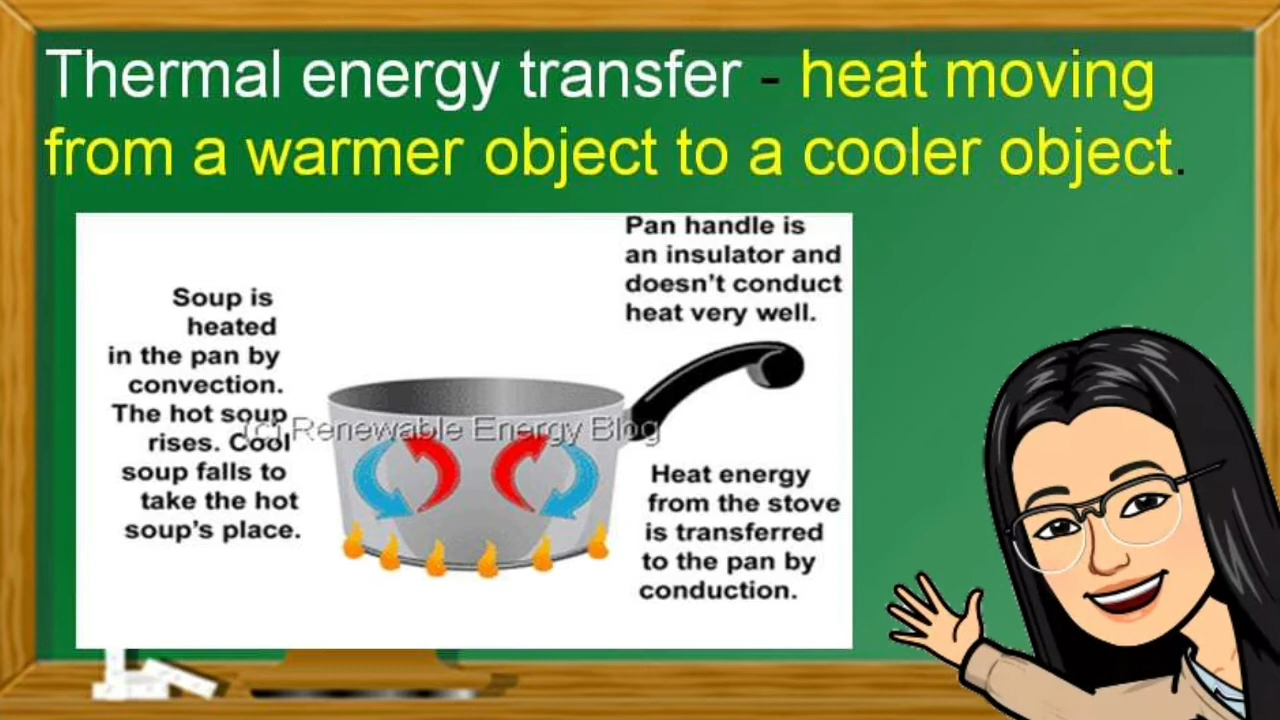 Thermal energy transfer - heat moving
from a warmer object to a cooler object.
Pan handle is
an insulator and
doesn't conduct
heat very well.
Soup is
heated
in the pan by
convection.
The hot soup
rises. Cool
soup falls to
take the hot
soup's place.
(c) Renewable Energy Blog
Heat energy
from the stove
is transferred
to the pan by
conduction.